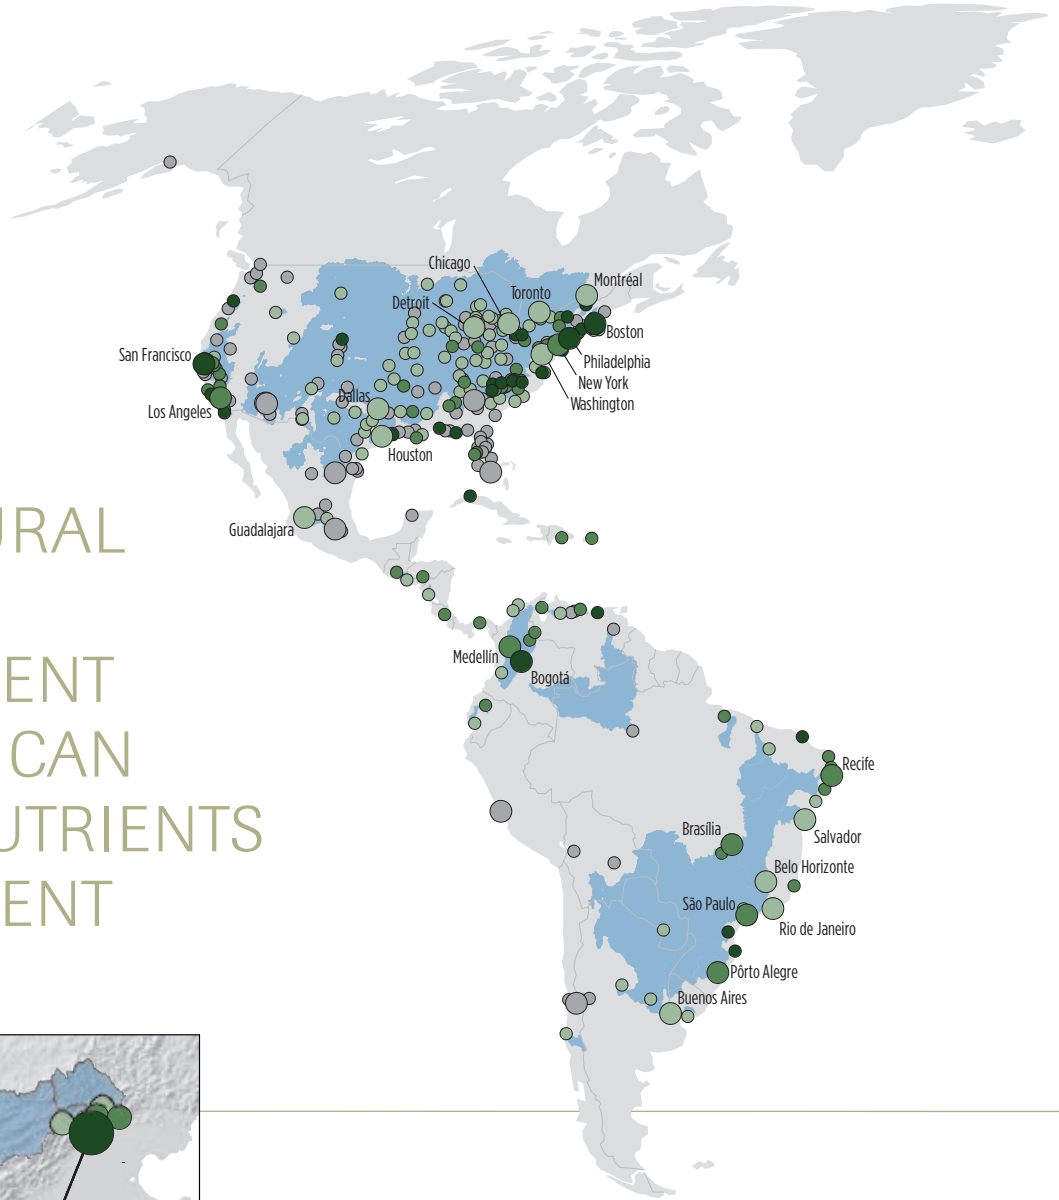 Chicago
Montréal
Toronto
Detroit
Boston
San Francisco
Philadelphia
New York
Dallas
Washington
Los Angeles
Houston
URAL
Guadalajara
ENT
Medellín
Bogotá
CAN
Recife
UTRIENTS
Brasília
Salvador
Belo Horizonte
ENT
São Paulo
Rio de Janeiro
Pôrto Alegre
Buenos Aires